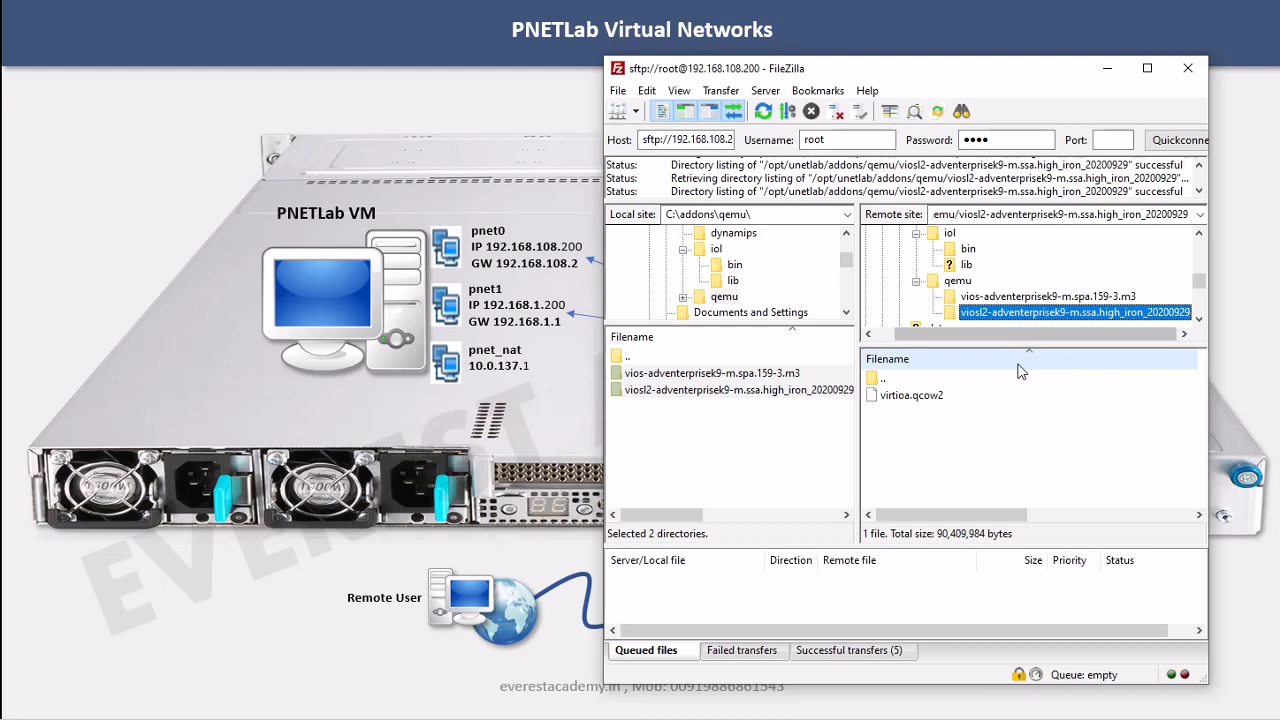 PNETLab Virtual Networks
PNETLab VM
pnet0
IP 192.168.108.200
GW 192.168.108.2
pnet1
IP 192.168.1.200
GW 192.168.1.1
pnet_nat
10.0.137.1
Remote User
EVEREST A
everestacademy.in , Mob: 00919886861543
sftp://root@192.168.108.200 - FileZilla
File Edit View Transfer Server Bookmarks Help
Host: sftp://192.168.108.2 Username: root Password: •••• Port: Quickconne
Status: Directory listing of "/opt/unetlab/addons/qemu/viosl2-adventerprisek9-m.ssa.high_iron_20200929" successful
Status: Retrieving directory listing of "/opt/unetlab/addons/qemu/viosl2-adventerprisek9-m.ssa.high_iron_20200929"...
Status: Directory listing of "/opt/unetlab/addons/qemu/viosl2-adventerprisek9-m.ssa.high_iron_20200929" successful
Local site: C:\addons\qemu\
dynamips
iol
bin
lib
qemu
Documents and Settings
Filename
..
vios-adventerprisek9-m.spa.159-3.m3
viosl2-adventerprisek9-m.ssa.high_iron_20200929
Selected 2 directories.
Remote site: emu/viosl2-adventerprisek9-m.ssa.high_iron_20200929
iol
bin
lib
qemu
vios-adventerprisek9-m.spa.159-3.m3
viosl2-adventerprisek9-m.ssa.high_iron_20200929
Filename
..
virtioa.qcow2
1 file. Total size: 90,409,984 bytes
Server/Local file Direction Remote file Size Priority Status
Queued files Failed transfers Successful transfers (5)
Queue: empty